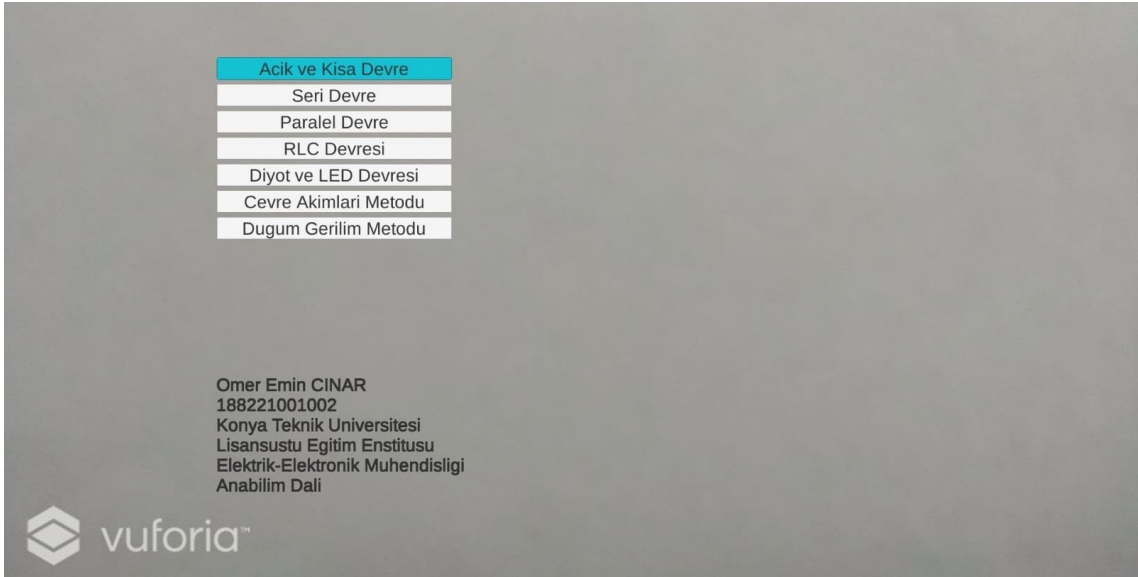 Acik ve Kisa Devre
Seri Devre
Paralel Devre
RLC Devresi
Diyot ve LED Devresi
Cevre Akimlari Metodu
Dugum Gerilim Metodu
Omer Emin CINAR
188221001002
Konya Teknik Universitesi
Lisansustu Egitim Enstitusu
Elektrik-Elektronik Muhendisligi
Anabilim Dali
vuforia™